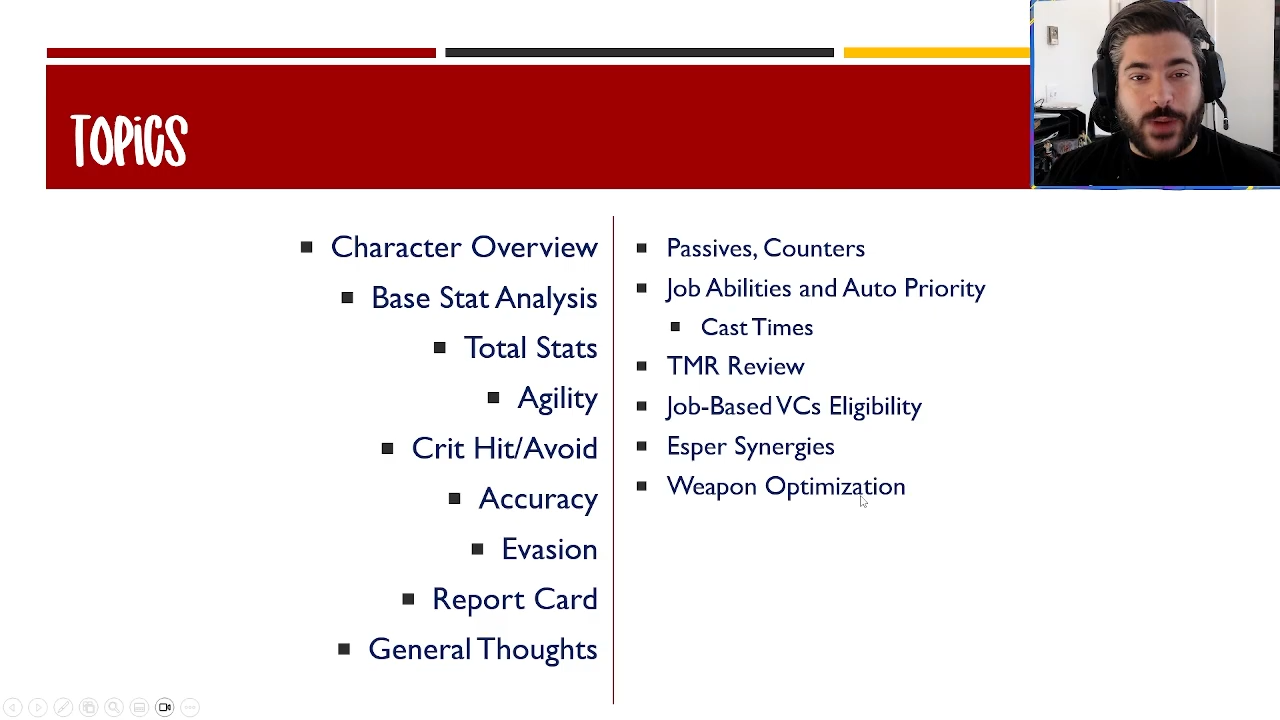 TOPICS
Character Overview
Base Stat Analysis
Total Stats
Agility
Crit Hit/Avoid
Accuracy
Evasion
Report Card
General Thoughts
Passives, Counters
Job Abilities and Auto Priority
Cast Times
TMR Review
Job-Based VCs Eligibility
Esper Synergies
Weapon Optimization